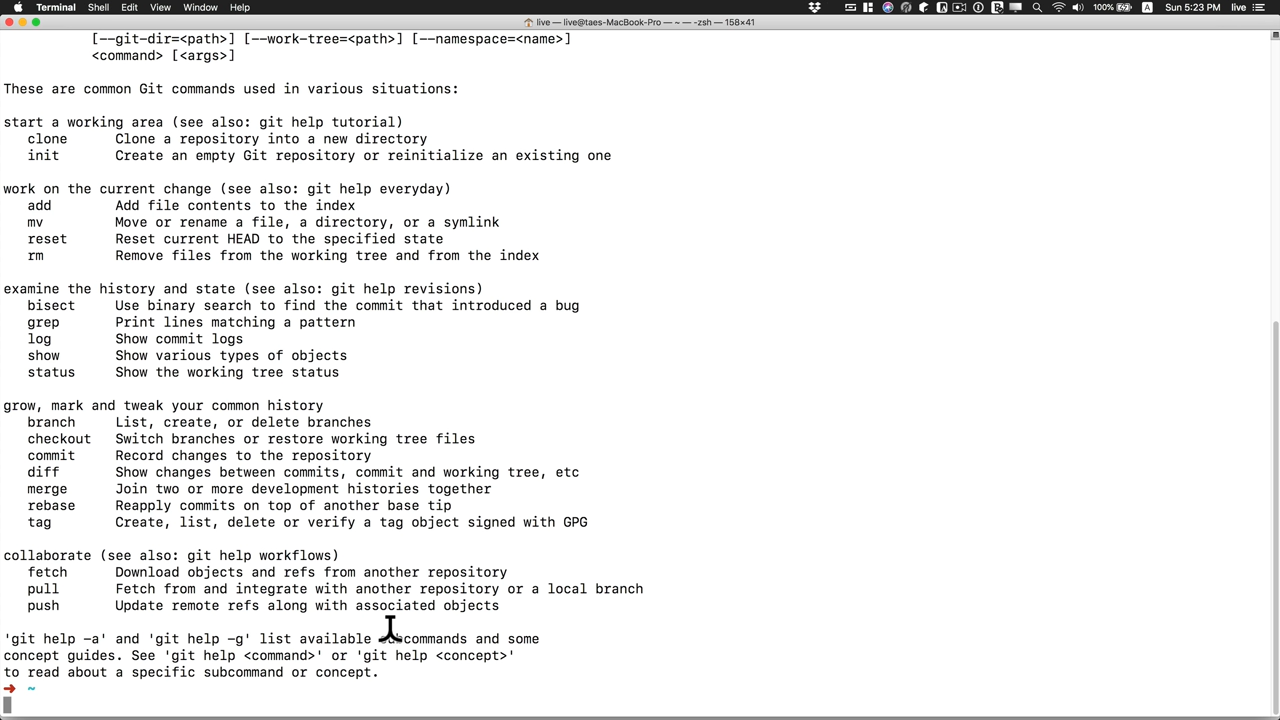 Terminal Shell Edit View Window Help 100% A Sun 5:23 PM live
live — live@taes-MacBook-Pro — ~ — -zsh — 158×41
[--git-dir=<path>] [--work-tree=<path>] [--namespace=<name>]
<command> [<args>]
These are common Git commands used in various situations:
start a working area (see also: git help tutorial)
clone Clone a repository into a new directory
init Create an empty Git repository or reinitialize an existing one
work on the current change (see also: git help everyday)
add Add file contents to the index
mv Move or rename a file, a directory, or a symlink
reset Reset current HEAD to the specified state
rm Remove files from the working tree and from the index
examine the history and state (see also: git help revisions)
bisect Use binary search to find the commit that introduced a bug
grep Print lines matching a pattern
log Show commit logs
show Show various types of objects
status Show the working tree status
grow, mark and tweak your common history
branch List, create, or delete branches
checkout Switch branches or restore working tree files
commit Record changes to the repository
diff Show changes between commits, commit and working tree, etc
merge Join two or more development histories together
rebase Reapply commits on top of another base tip
tag Create, list, delete or verify a tag object signed with GPG
collaborate (see also: git help workflows)
fetch Download objects and refs from another repository
pull Fetch from and integrate with another repository or a local branch
push Update remote refs along with associated objects
'git help -a' and 'git help -g' list available subcommands and some
concept guides. See 'git help <command>' or 'git help <concept>'
to read about a specific subcommand or concept.
➜ ~